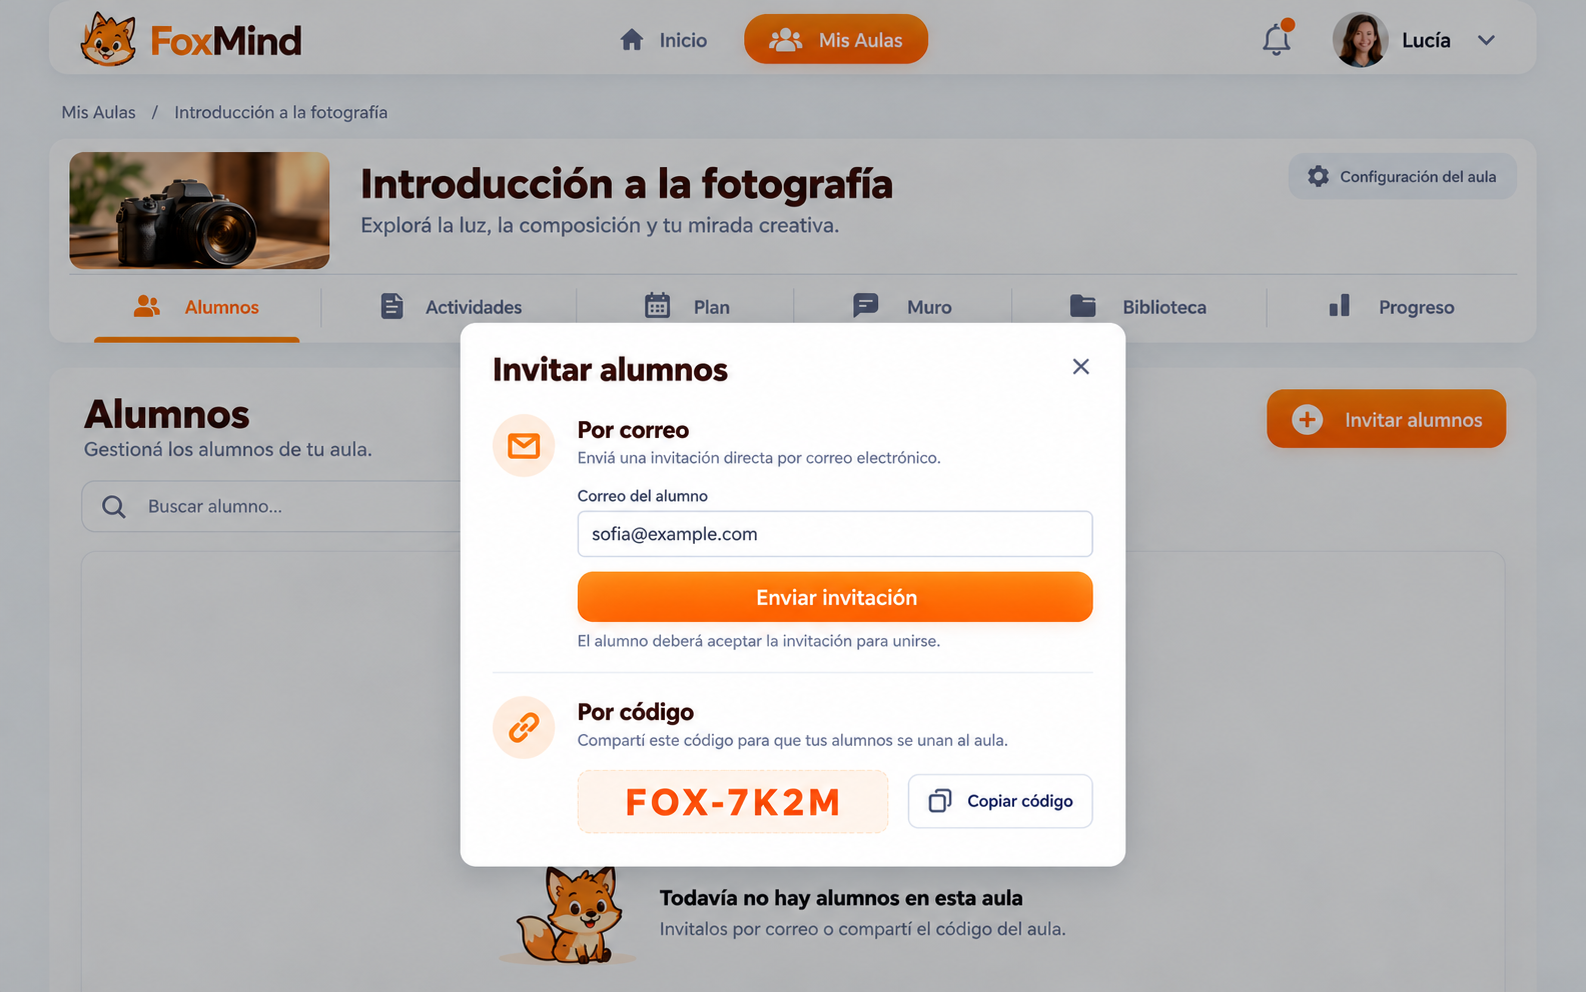 FoxMind
Inicio
Mis Aulas
Lucía
Mis Aulas / Introducción a la fotografía
Introducción a la fotografía
Explorá la luz, la composición y tu mirada creativa.
Configuración del aula
Alumnos
Actividades
Plan
Muro
Biblioteca
Progreso
Alumnos
Gestioná los alumnos de tu aula.
Invitar alumnos
Buscar alumno...
Invitar alumnos
Por correo
Enviá una invitación directa por correo electrónico.
Correo del alumno
sofia@example.com
Enviar invitación
El alumno deberá aceptar la invitación para unirse.
Por código
Compartí este código para que tus alumnos se unan al aula.
FOX-7K2M
Copiar código
Todavía no hay alumnos en esta aula
Invitalos por correo o compartí el código del aula.